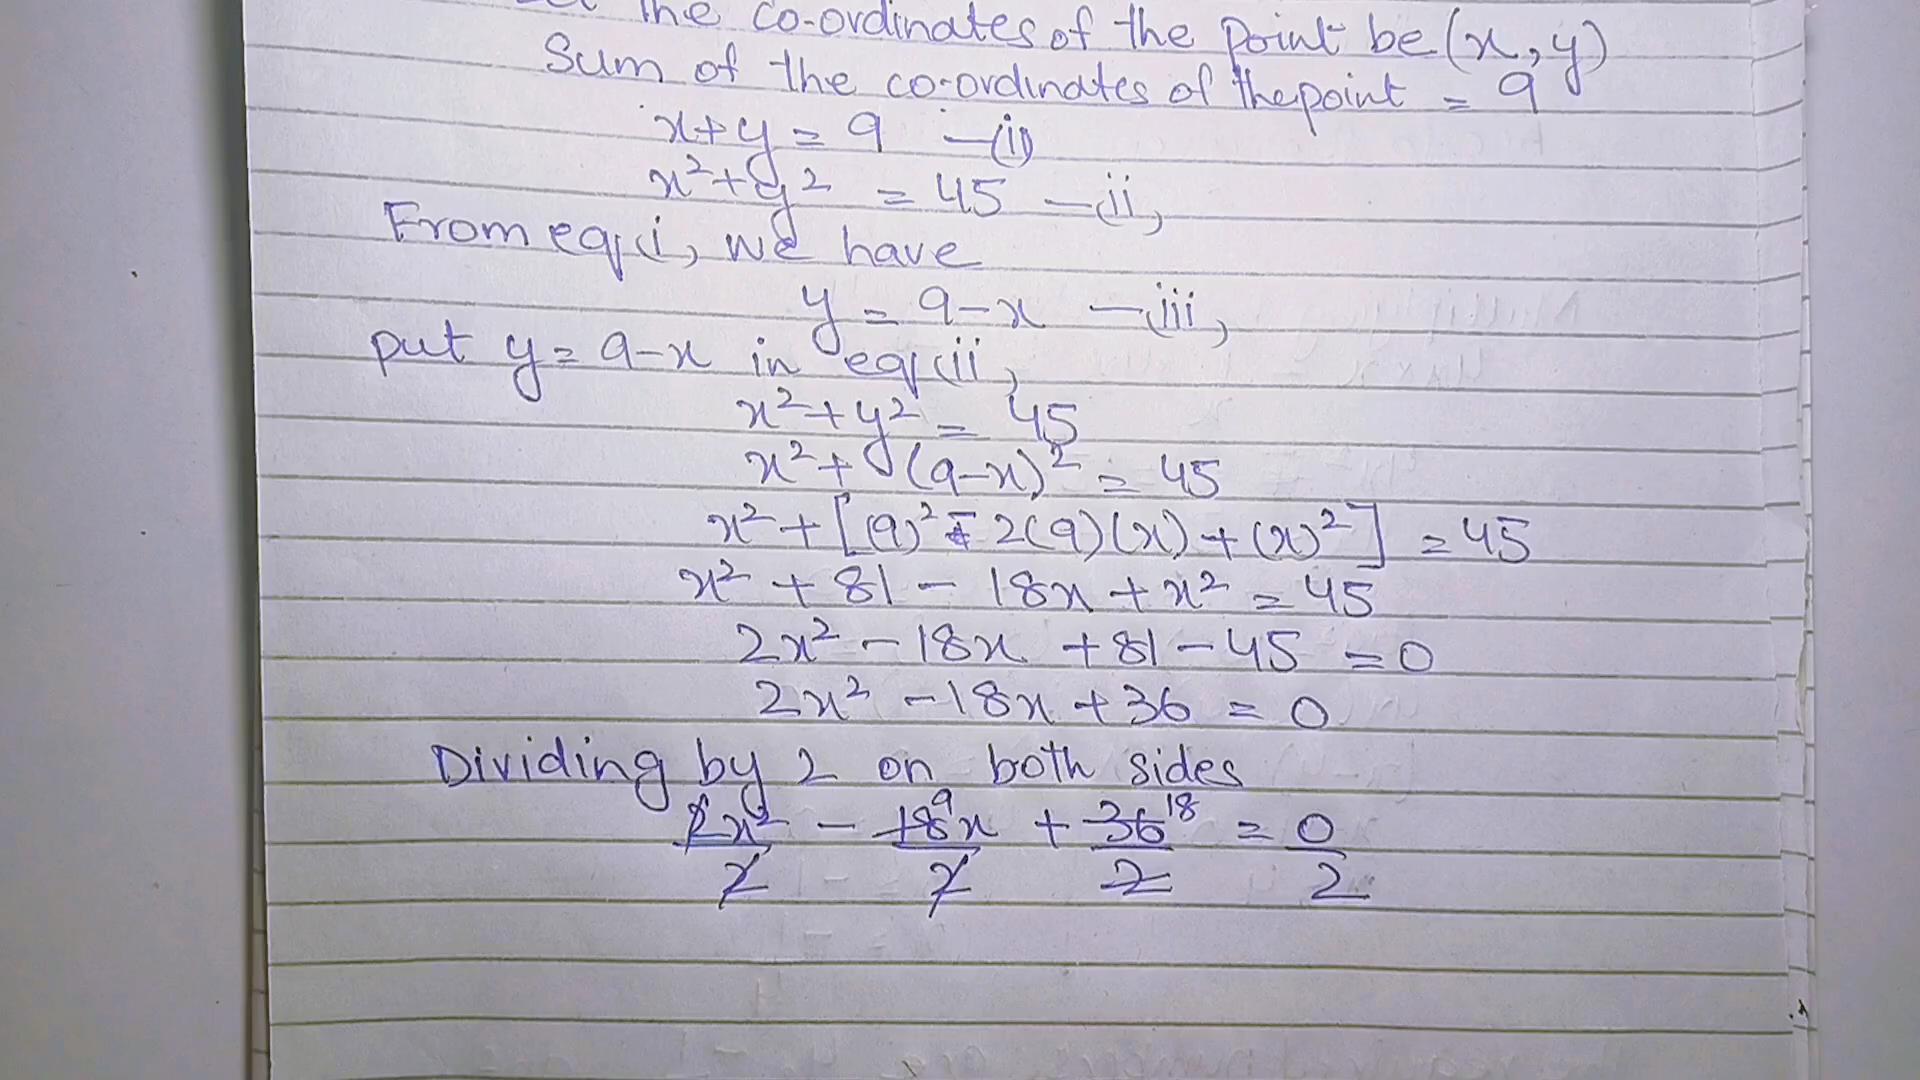 the co-ordinates of the point be (x, y)
Sum of the co-ordinates of the point = 9
x+y = 9 —(i)
x²+y² = 45 —(ii)
From eq(i), we have
y = 9-x —(iii)
put y = 9-x in eq(ii)
x²+y² = 45
x²+(9-x)² = 45
x²+[(9)² - 2(9)(x)+(x)²] = 45
x² + 81 - 18x + x² = 45
2x² - 18x + 81 - 45 = 0
2x² - 18x + 36 = 0
Dividing by 2 on both sides
2x²/2 - 18⁹x/2 + 36¹⁸/2 = 0/2